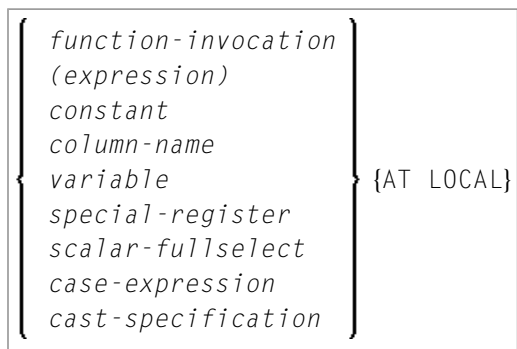 function-invocation
(expression)
constant
column-name
variable {AT LOCAL}
special-register
scalar-fullselect
case-expression
cast-specification